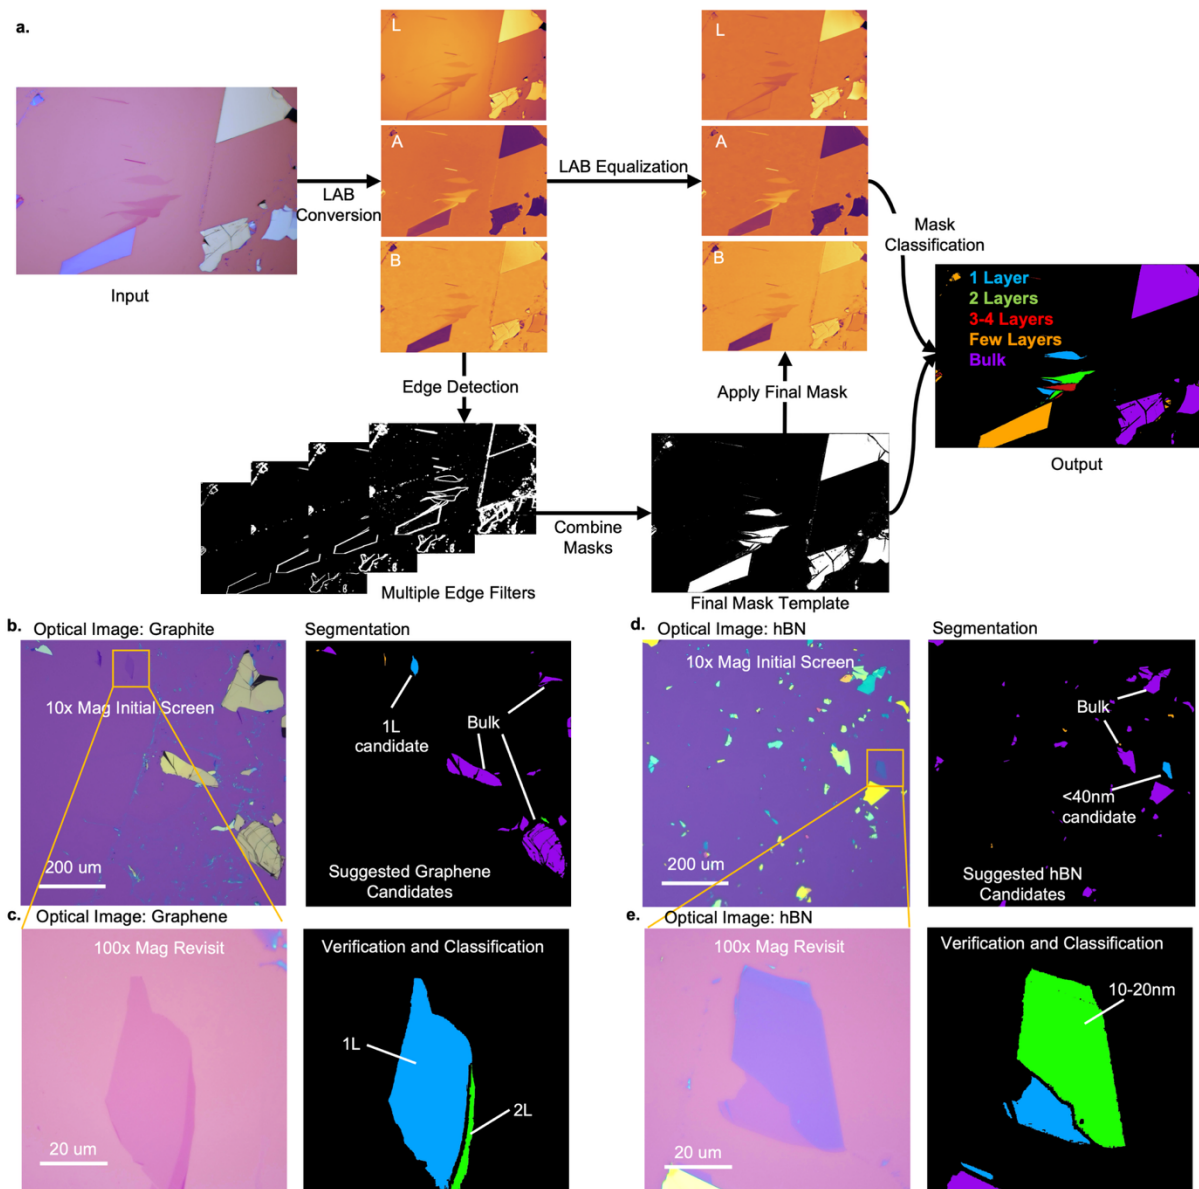 a.
L
L
A
A
B
B
Input
LAB
Conversion
LAB Equalization
Mask
Classification
1 Layer
2 Layers
3-4 Layers
Few Layers
Bulk
Output
Edge Detection
Apply Final Mask
Combine
Masks
Multiple Edge Filters
Final Mask Template
b.
Optical Image: Graphite
Segmentation
10x Mag Initial Screen
200 um
1L
candidate
Bulk
Suggested Graphene
Candidates
c.
Optical Image: Graphene
100x Mag Revisit
20 um
Verification and Classification
1L
2L
d.
Optical Image: hBN
Segmentation
10x Mag Initial Screen
200 um
Bulk
<40nm
candidate
Suggested hBN
Candidates
e.
Optical Image: hBN
100x Mag Revisit
20 um
Verification and Classification
10-20nm